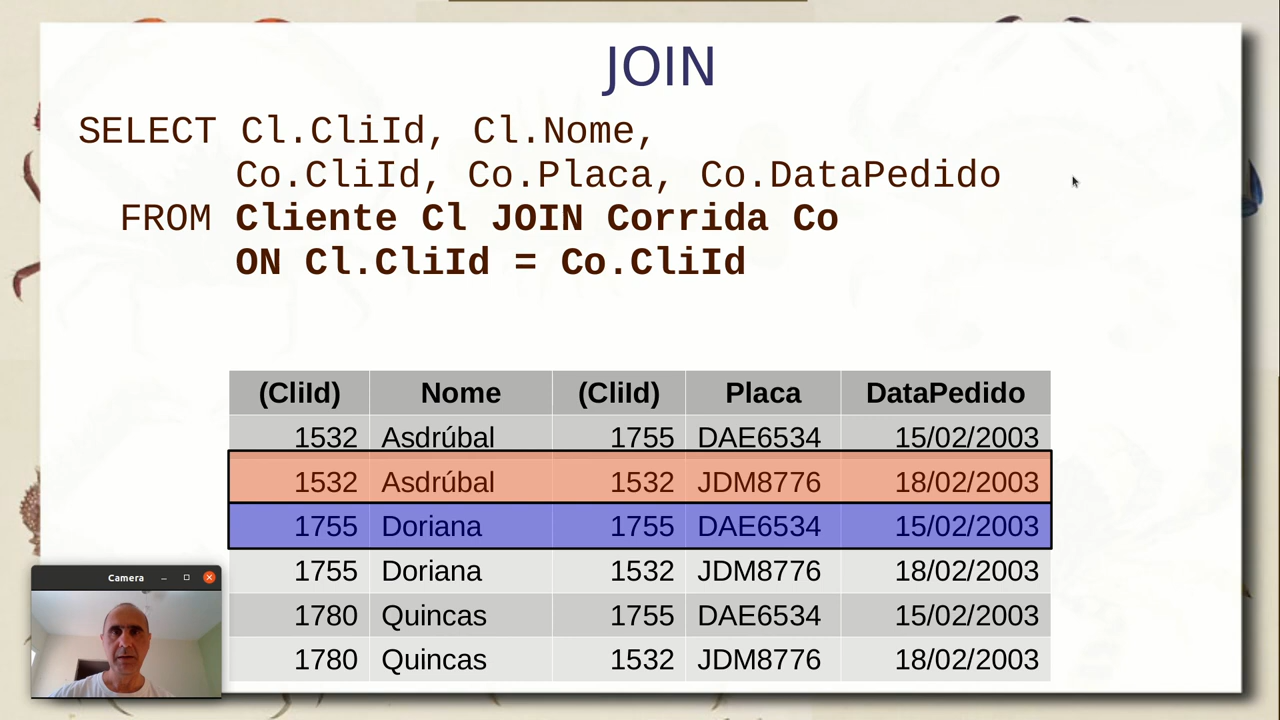 JOIN
SELECT Cl.CliId, Cl.Nome,
Co.CliId, Co.Placa, Co.DataPedido
FROM Cliente Cl JOIN Corrida Co
ON Cl.CliId = Co.CliId
(CliId) Nome (CliId) Placa DataPedido
1532 Asdrúbal 1755 DAE6534 15/02/2003
1532 Asdrúbal 1532 JDM8776 18/02/2003
1755 Doriana 1755 DAE6534 15/02/2003
1755 Doriana 1532 JDM8776 18/02/2003
1780 Quincas 1755 DAE6534 15/02/2003
1780 Quincas 1532 JDM8776 18/02/2003
Camera